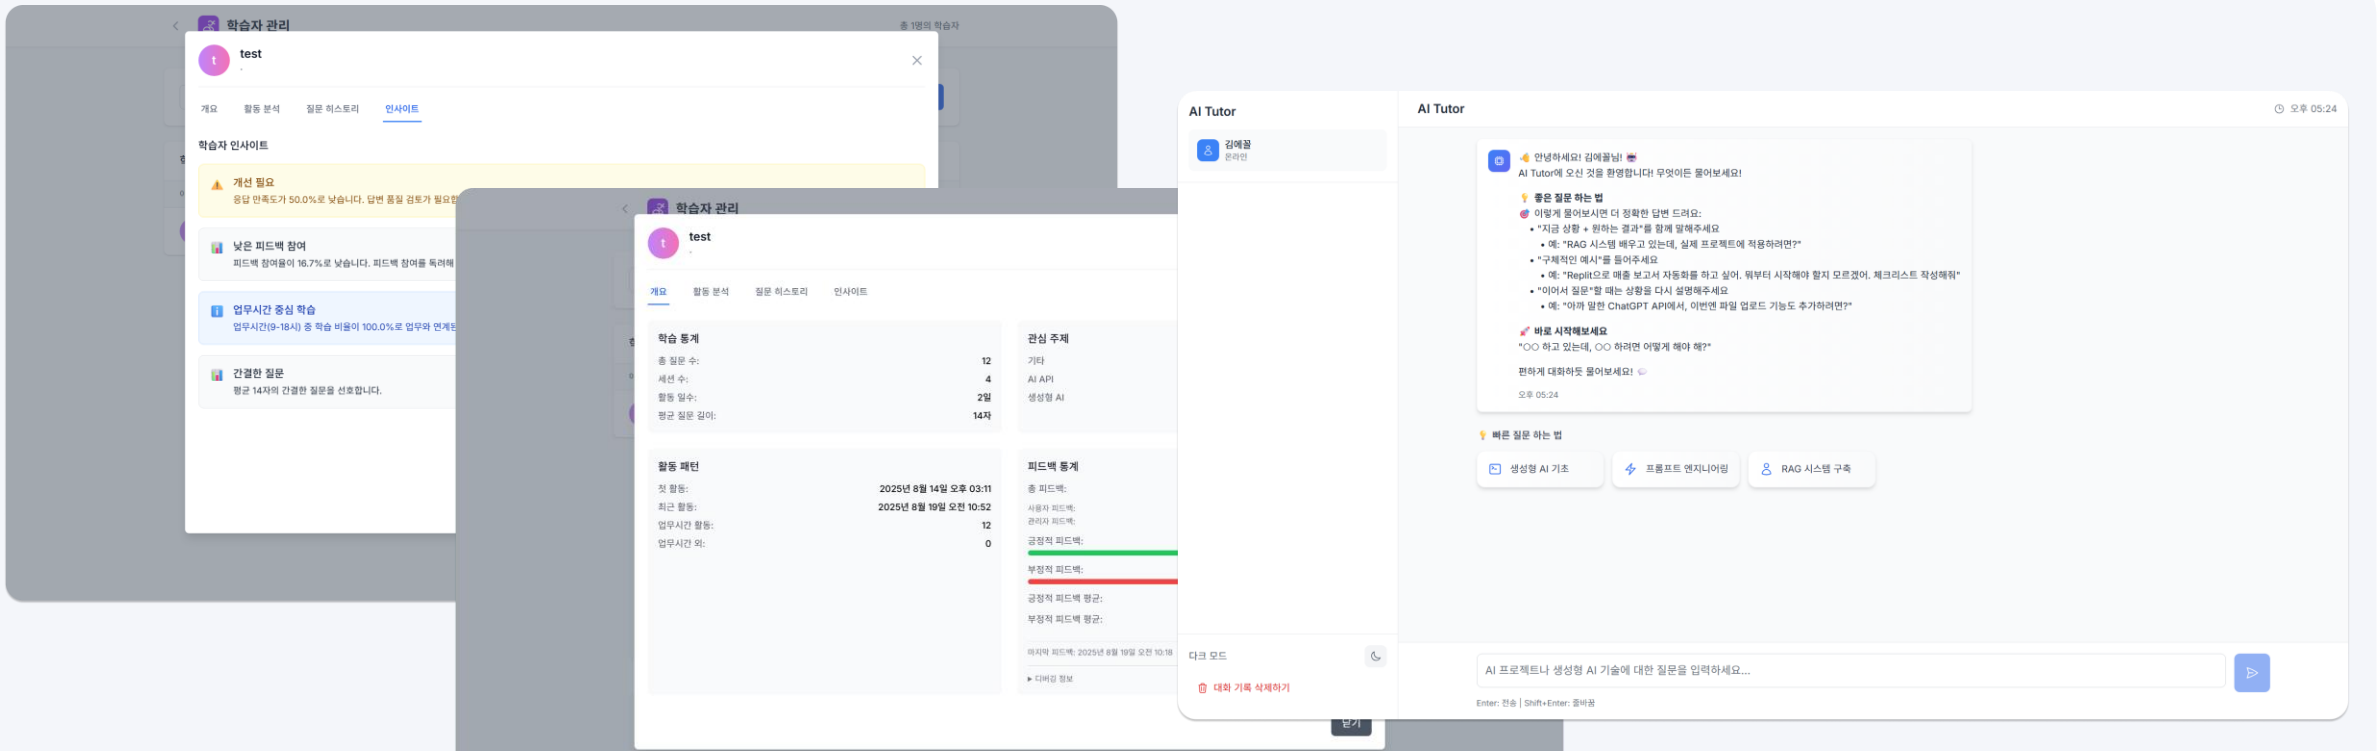 학습자 관리
총 1명의 학습자
t
test
개요
활동 분석
질문 히스토리
인사이트
학습자 인사이트
개선 필요
응답 만족도가 50.0%로 낮습니다. 답변 품질 검토가 필요합
낮은 피드백 참여
피드백 참여율이 16.7%로 낮습니다. 피드백 참여를 독려해
업무시간 중심 학습
업무시간(9-18시) 중 학습 비율이 100.0%로 업무와 연계된
간결한 질문
평균 14자의 간결한 질문을 선호합니다.
학습자 관리
t
test
개요
활동 분석
질문 히스토리
인사이트
학습 통계
총 질문 수: 12
세션 수: 4
활동 일수: 2일
평균 질문 길이: 14자
관심 주제
기타
AI API
생성형 AI
활동 패턴
첫 활동: 2025년 8월 14일 오후 03:11
최근 활동: 2025년 8월 19일 오전 10:52
업무시간 활동: 12
업무시간 외: 0
피드백 통계
총 피드백:
사용자 피드백:
관리자 피드백:
긍정적 피드백:
부정적 피드백:
긍정적 피드백 평균:
부정적 피드백 평균:
마지막 피드백: 2025년 8월 19일 오전 10:18
▶ 디버깅 정보
닫기
AI Tutor
김에꼴
온라인
다크 모드
대화 기록 삭제하기
AI Tutor
오후 05:24
👋 안녕하세요! 김에꼴님! 
AI Tutor에 오신 것을 환영합니다! 무엇이든 물어보세요!
💡 좋은 질문 하는 법
🎯 이렇게 물어보시면 더 정확한 답변 드려요:
• "지금 상황 + 원하는 결과"를 함께 말해주세요
• 예: "RAG 시스템 배우고 있는데, 실제 프로젝트에 적용하려면?"
• "구체적인 예시"를 들어주세요
• 예: "Replit으로 매출 보고서 자동화를 하고 싶어. 뭐부터 시작해야 할지 모르겠어. 체크리스트 작성해줘"
• "이어서 질문"할 때는 상황을 다시 설명해주세요
• 예: "아까 말한 ChatGPT API에서, 이번엔 파일 업로드 기능도 추가하려면?"
🚀 바로 시작해보세요
"○○ 하고 있는데, ○○ 하려면 어떻게 해야 해?"
편하게 대화하듯 물어보세요! 💬
오후 05:24
💡 빠른 질문 하는 법
생성형 AI 기초
프롬프트 엔지니어링
RAG 시스템 구축
AI 프로젝트나 생성형 AI 기술에 대한 질문을 입력하세요...
Enter: 전송 | Shift+Enter: 줄바꿈